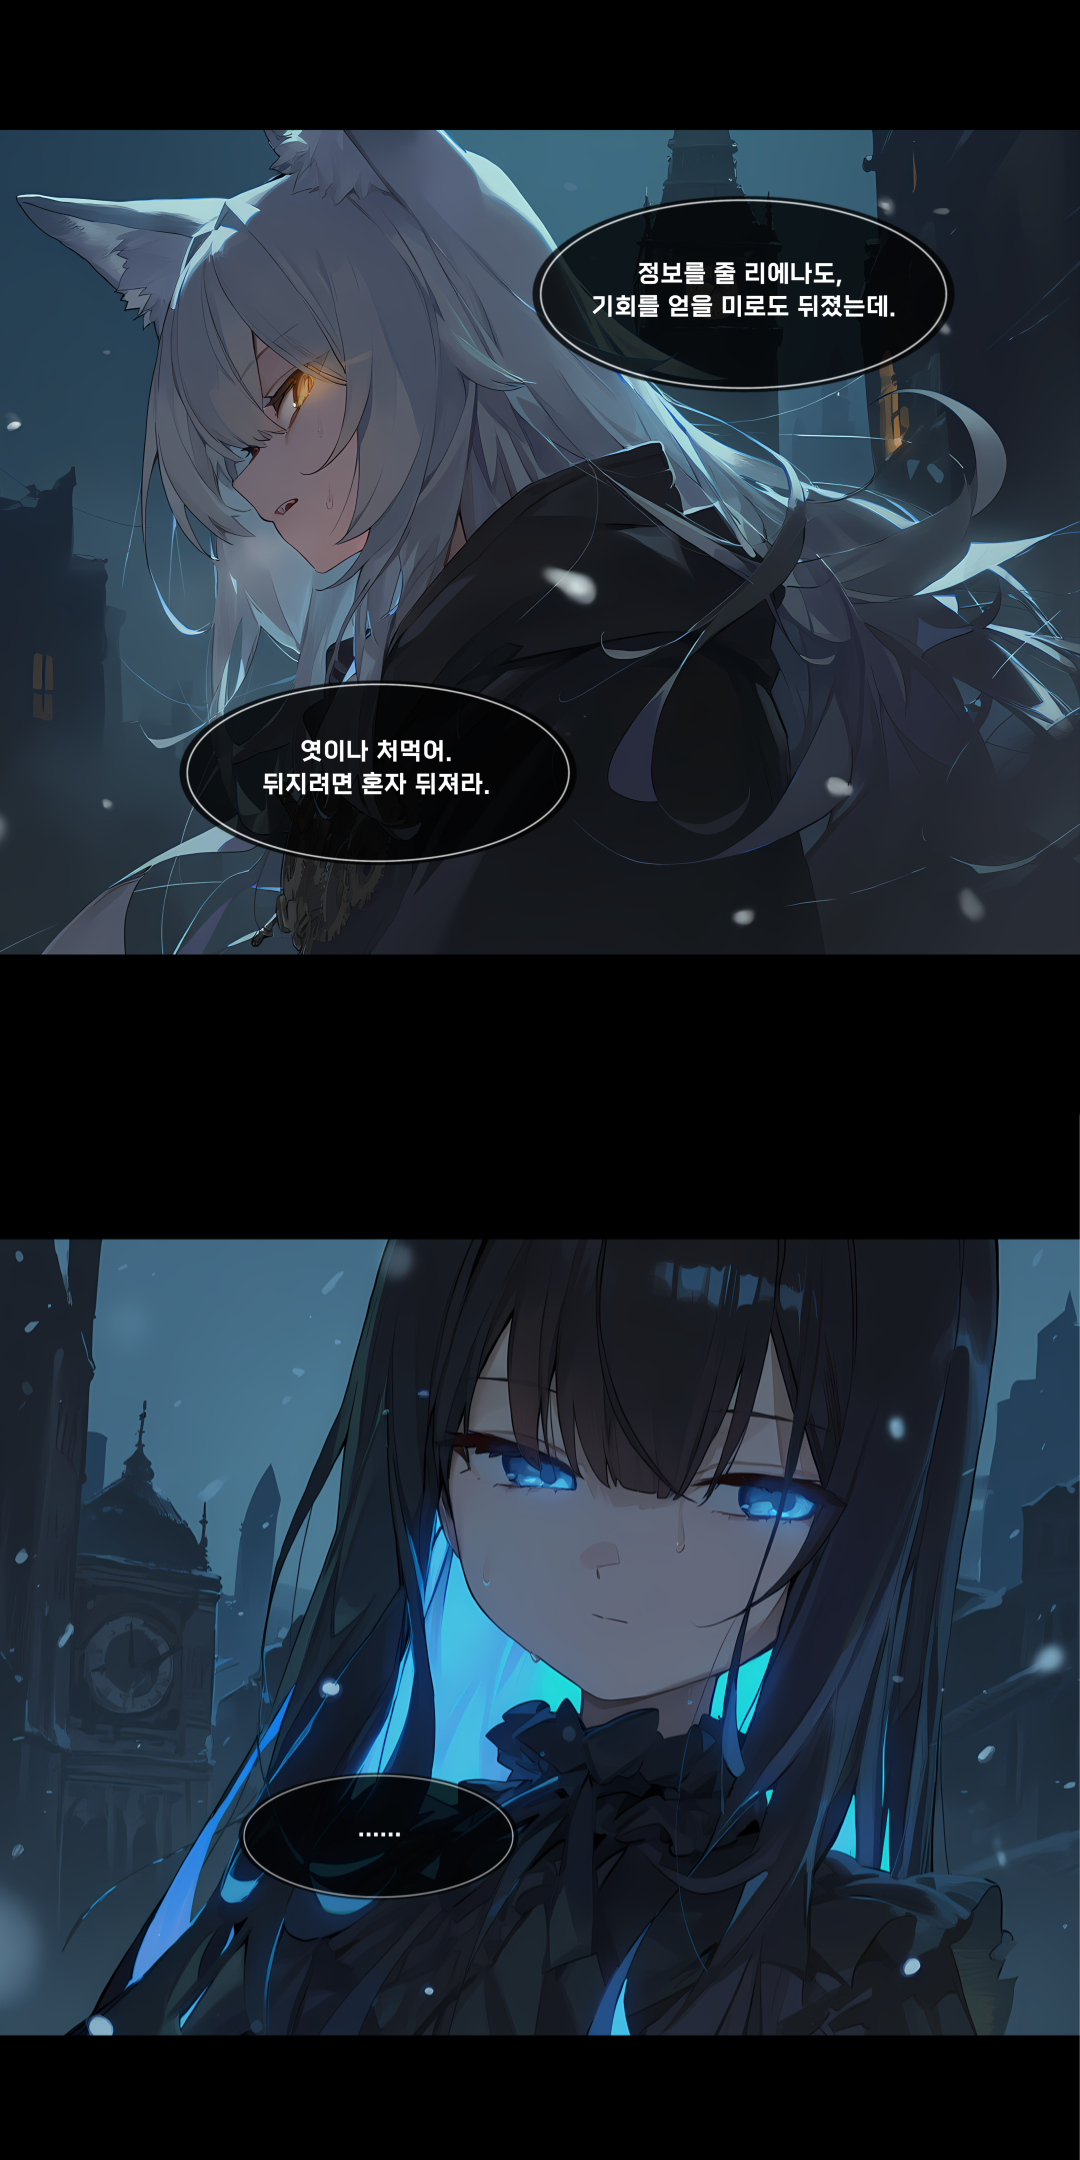 정보를 줄 리에나도,
기회를 얻을 미로도 뒤졌는데.
엿이나 처먹어.
뒤지려면 혼자 뒤져라.
······